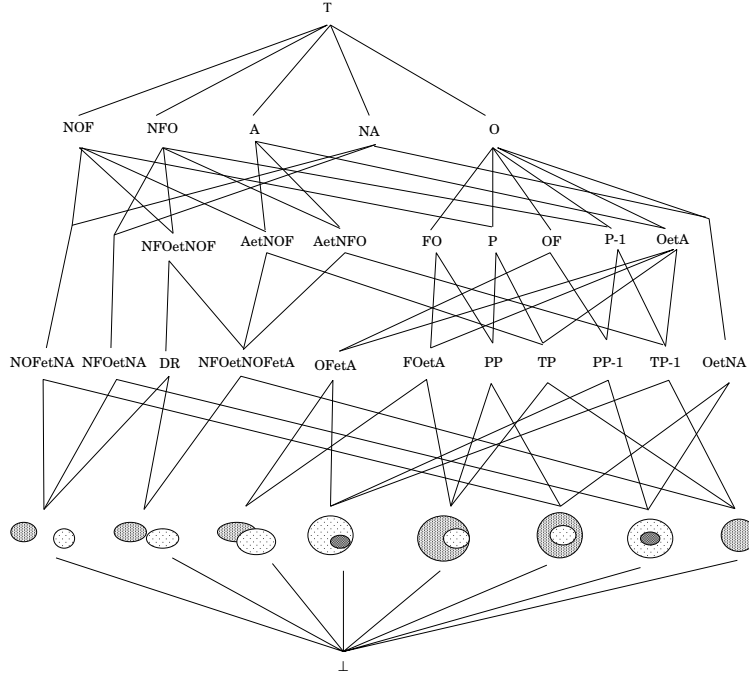 T
NOF NFO A NA O
NFOetNOF AetNOF AetNFO FO P OF P-1 OetA
NOFetNA NFOetNA DR NFOetNOFetA OFetA FOetA PP TP PP-1 TP-1 OetNA
⊥